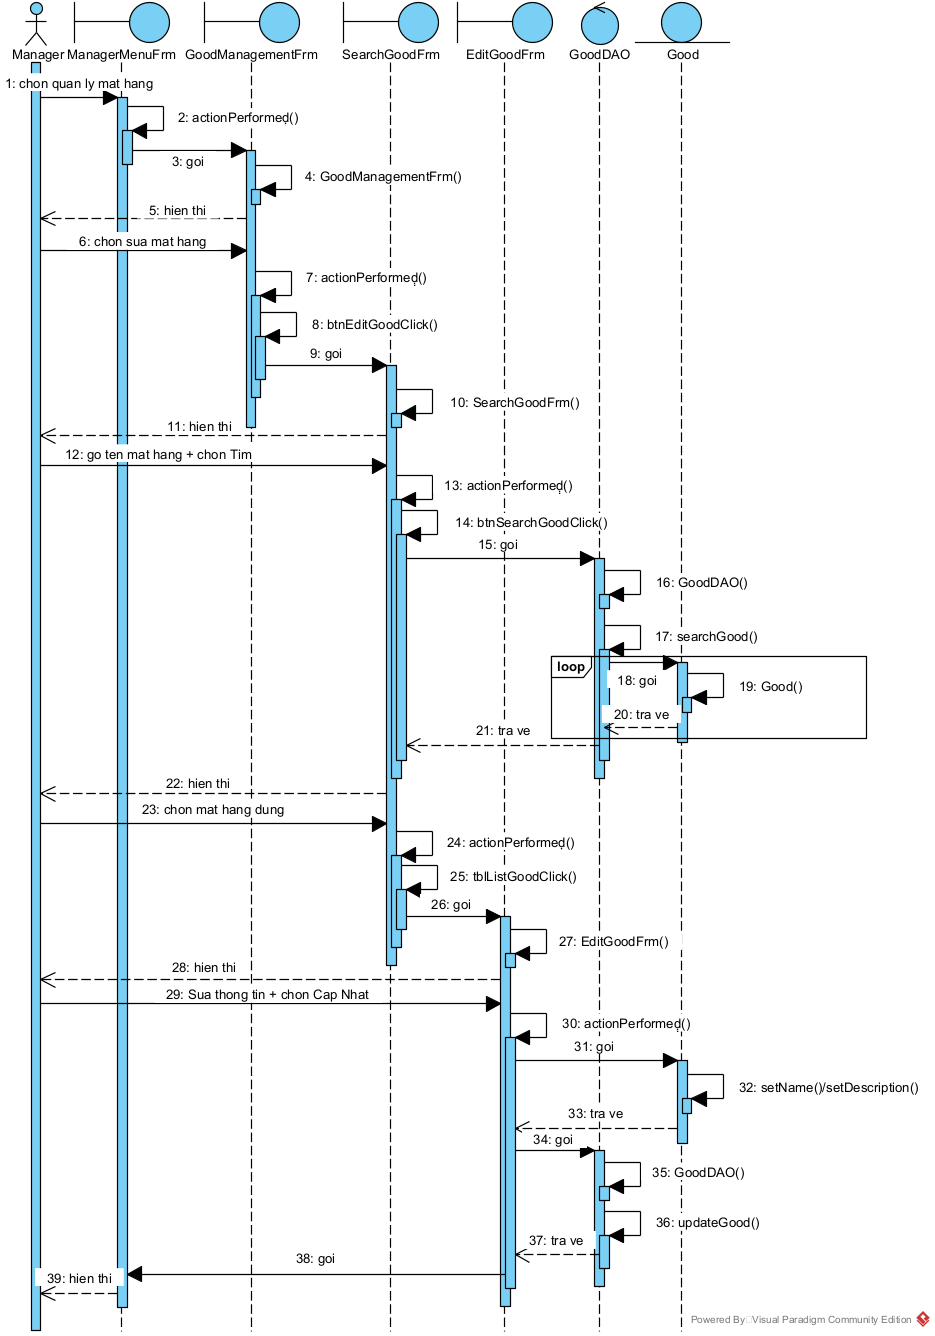 Manager
ManagerMenuFrm
GoodManagementFrm
SearchGoodFrm
EditGoodFrm
GoodDAO
Good
1: chon quan ly mat hang
2: actionPerformed()
3: goi
4: GoodManagementFrm()
5: hien thi
6: chon sua mat hang
7: actionPerformed()
8: btnEditGoodClick()
9: goi
10: SearchGoodFrm()
11: hien thi
12: go ten mat hang + chon Tim
13: actionPerformed()
14: btnSearchGoodClick()
15: goi
16: GoodDAO()
17: searchGood()
loop
18: goi
19: Good()
20: tra ve
21: tra ve
22: hien thi
23: chon mat hang dung
24: actionPerformed()
25: tblListGoodClick()
26: goi
27: EditGoodFrm()
28: hien thi
29: Sua thong tin + chon Cap Nhat
30: actionPerformed()
31: goi
32: setName()/setDescription()
33: tra ve
34: goi
35: GoodDAO()
36: updateGood()
37: tra ve
38: goi
39: hien thi
Powered By Visual Paradigm Community Edition